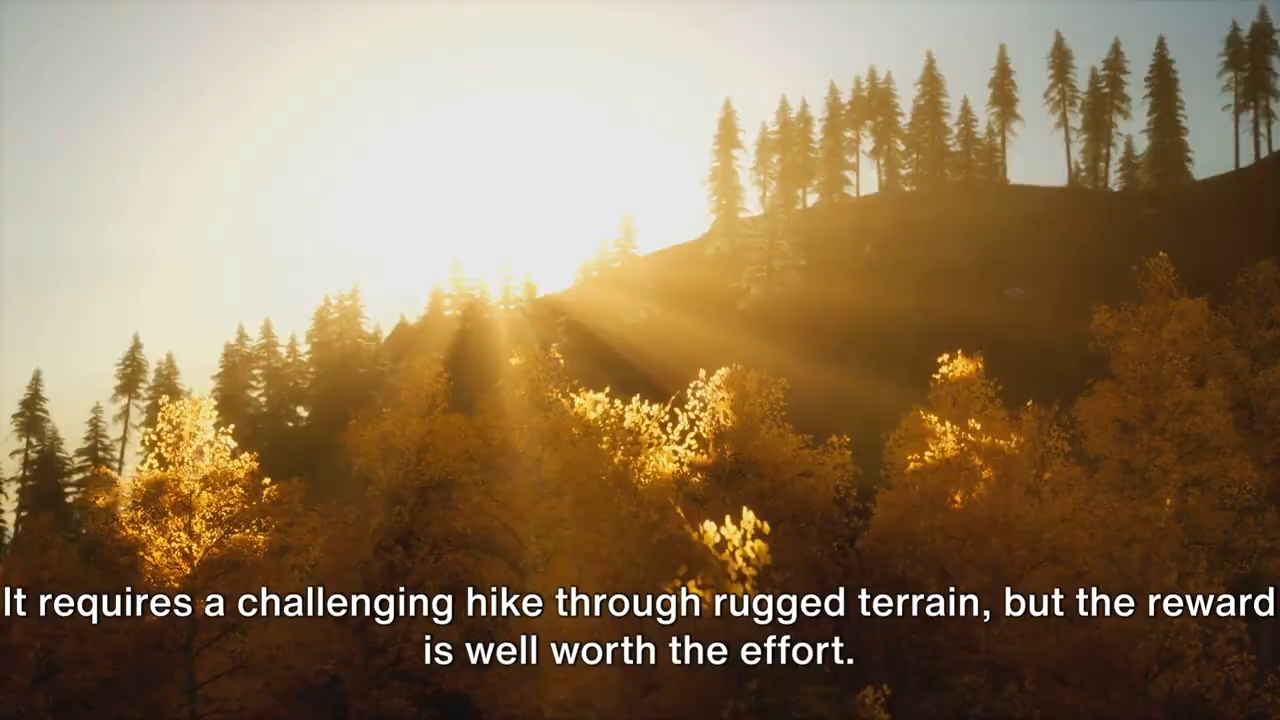 It requires a challenging hike through rugged terrain, but the reward
is well worth the effort.